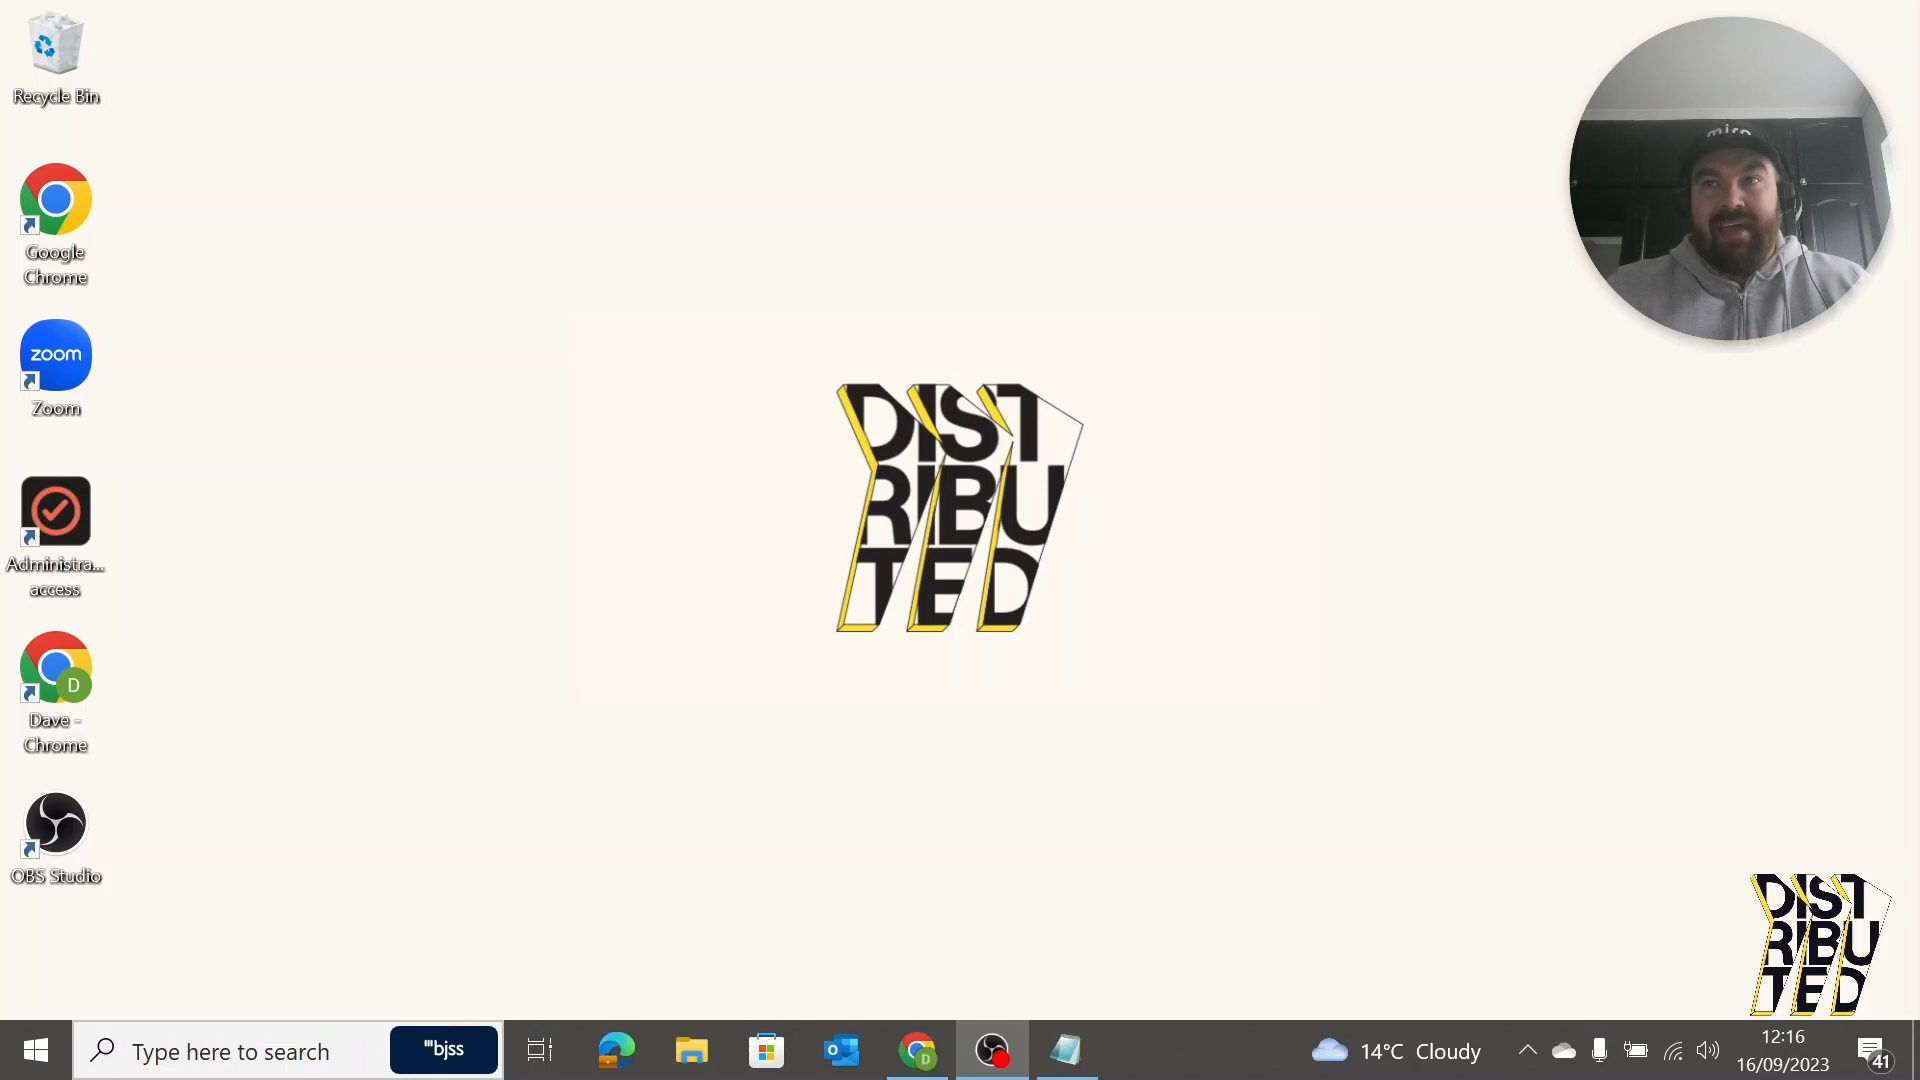 Recycle Bin
Google
Chrome
zoom
Zoom
Administra...
access
D
Dave -
Chrome
OBS Studio
miro
DIST
RIBU
TED
DIST
RIBU
TED
Type here to search
"'bjss
O
D
14°C Cloudy
12:16
16/09/2023
41